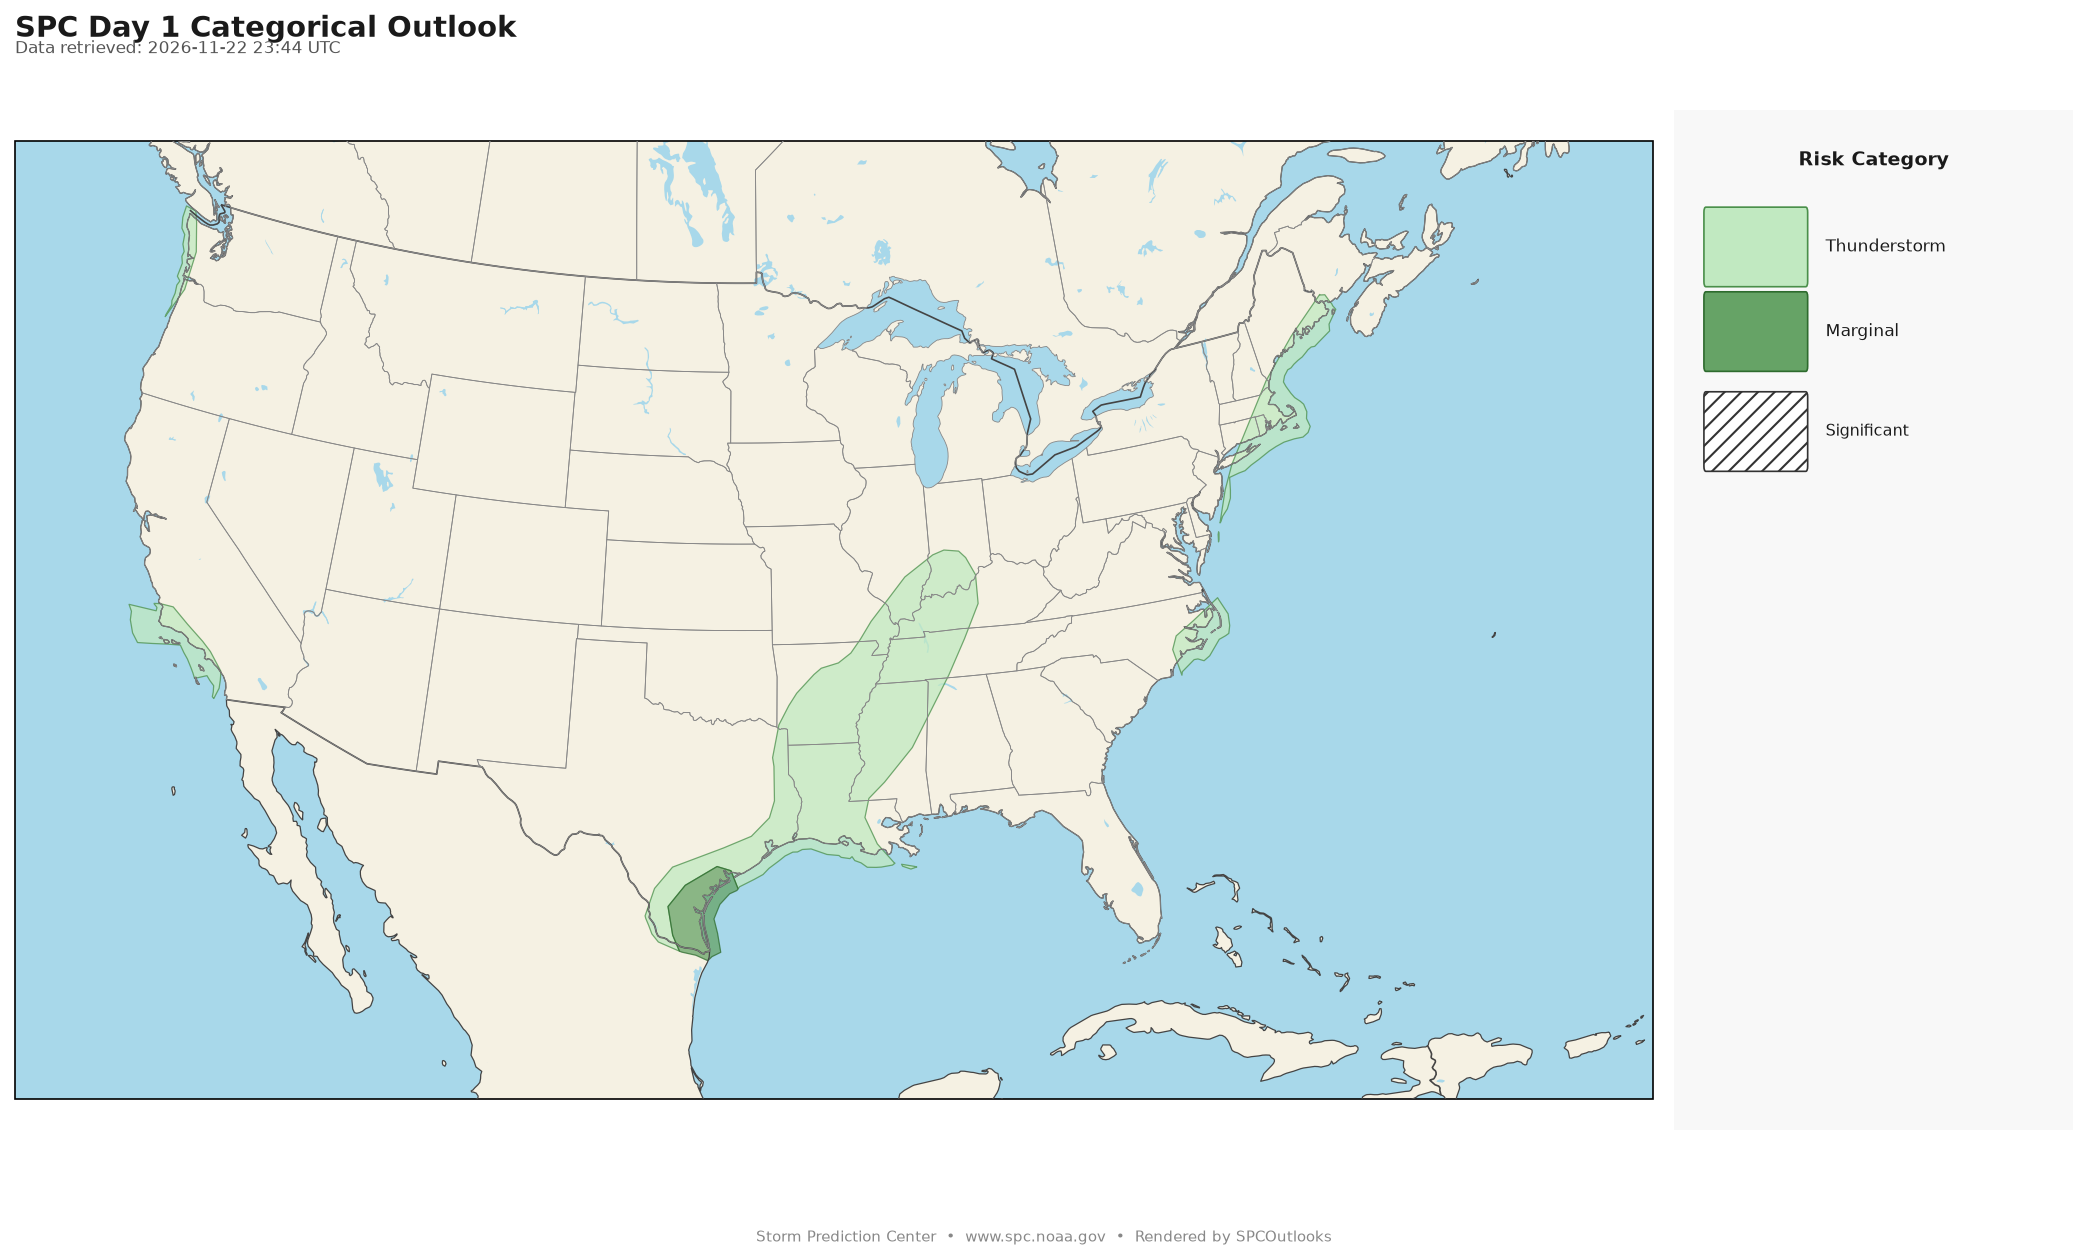 SPC Day 1 Categorical Outlook
Data retrieved: 2026-11-22 23:44 UTC
Risk Category
Thunderstorm
Marginal
Significant
Storm Prediction Center • www.spc.noaa.gov • Rendered by SPCOutlooks